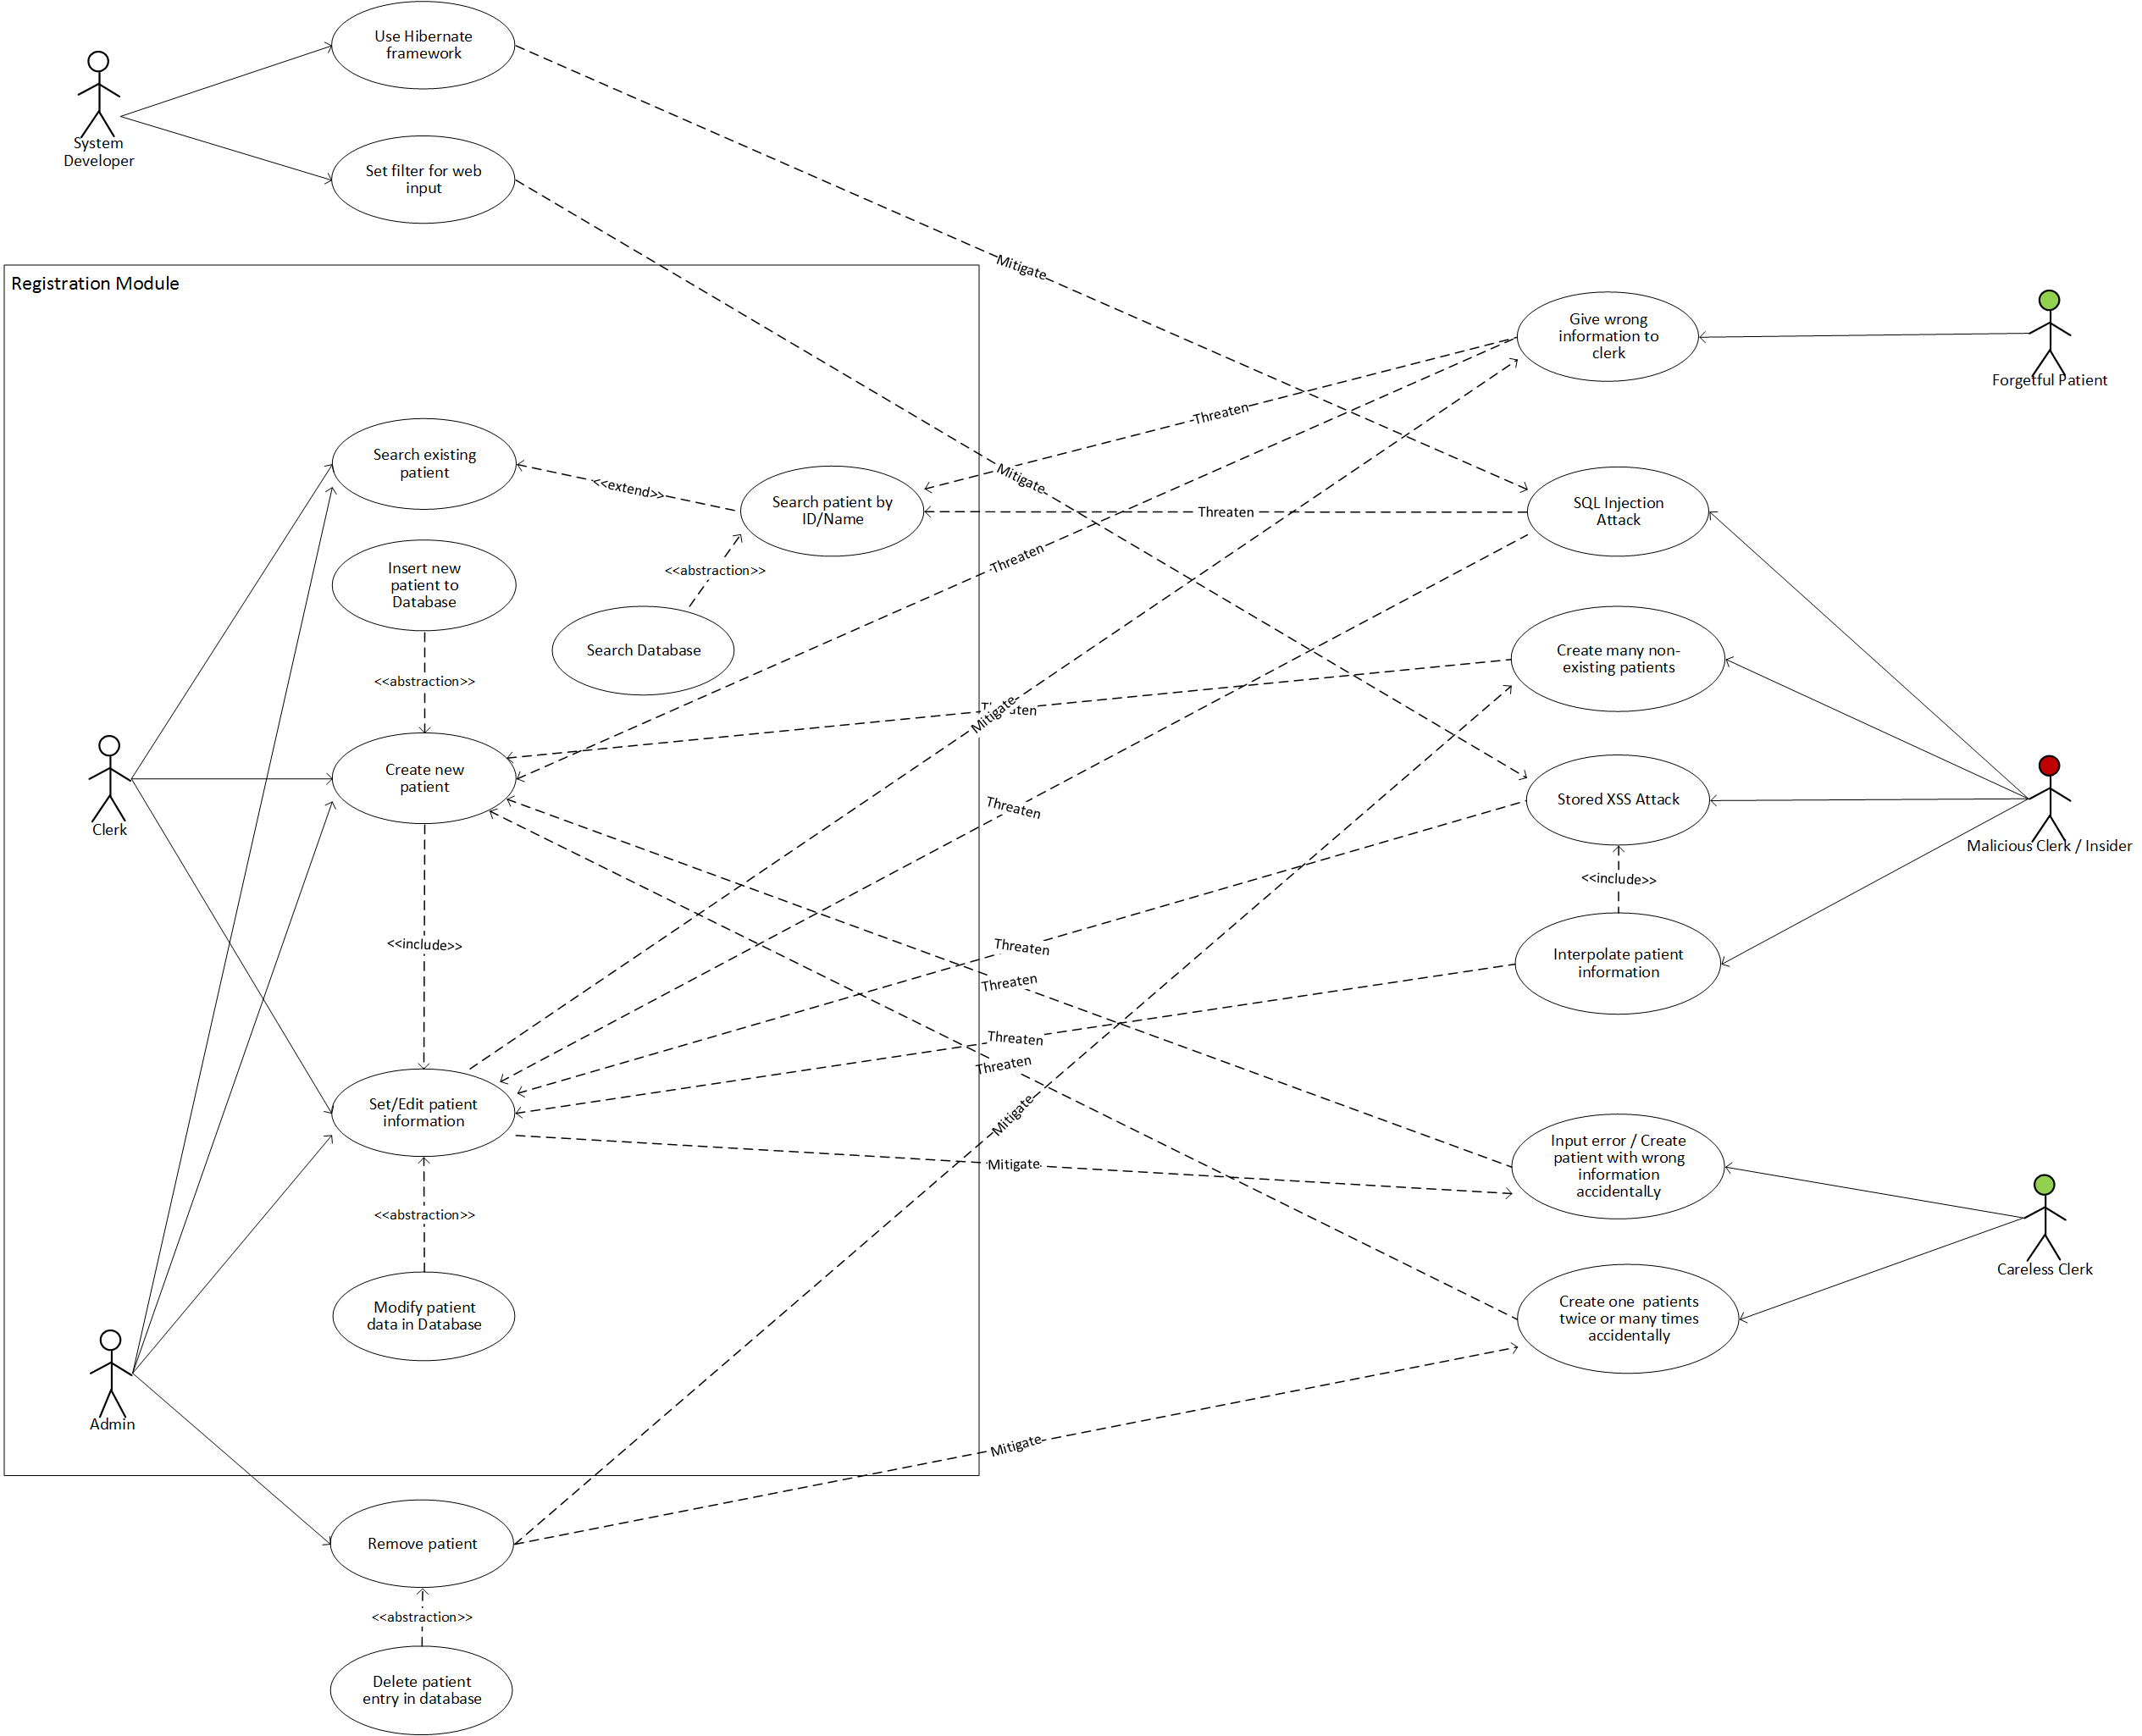 Use Hibernate
framework
System
Developer
Set filter for web
input
Mitigate
Registration Module
Give wrong
information to
clerk
Forgetful Patient
Threaten
Search existing
patient
<<extend>>
Mitigate
Search patient by
ID/Name
Threaten
SQL Injection
Attack
Insert new
patient to
Database
<<abstraction>>
Threaten
Search Database
Create many non-
existing patients
<<abstraction>>
Threaten
Mitigate
Create new
patient
Clerk
Threaten
Stored XSS Attack
Malicious Clerk / Insider
<<include>>
<<include>>
Threaten
Interpolate patient
information
Threaten
Threaten
Threaten
Set/Edit patient
information
Mitigate
Mitigate
Input error / Create
patient with wrong
information
accidentalLy
<<abstraction>>
Careless Clerk
Modify patient
data in Database
Create one  patients
twice or many times
accidentally
Admin
Mitigate
Remove patient
<<abstraction>>
Delete patient
entry in database